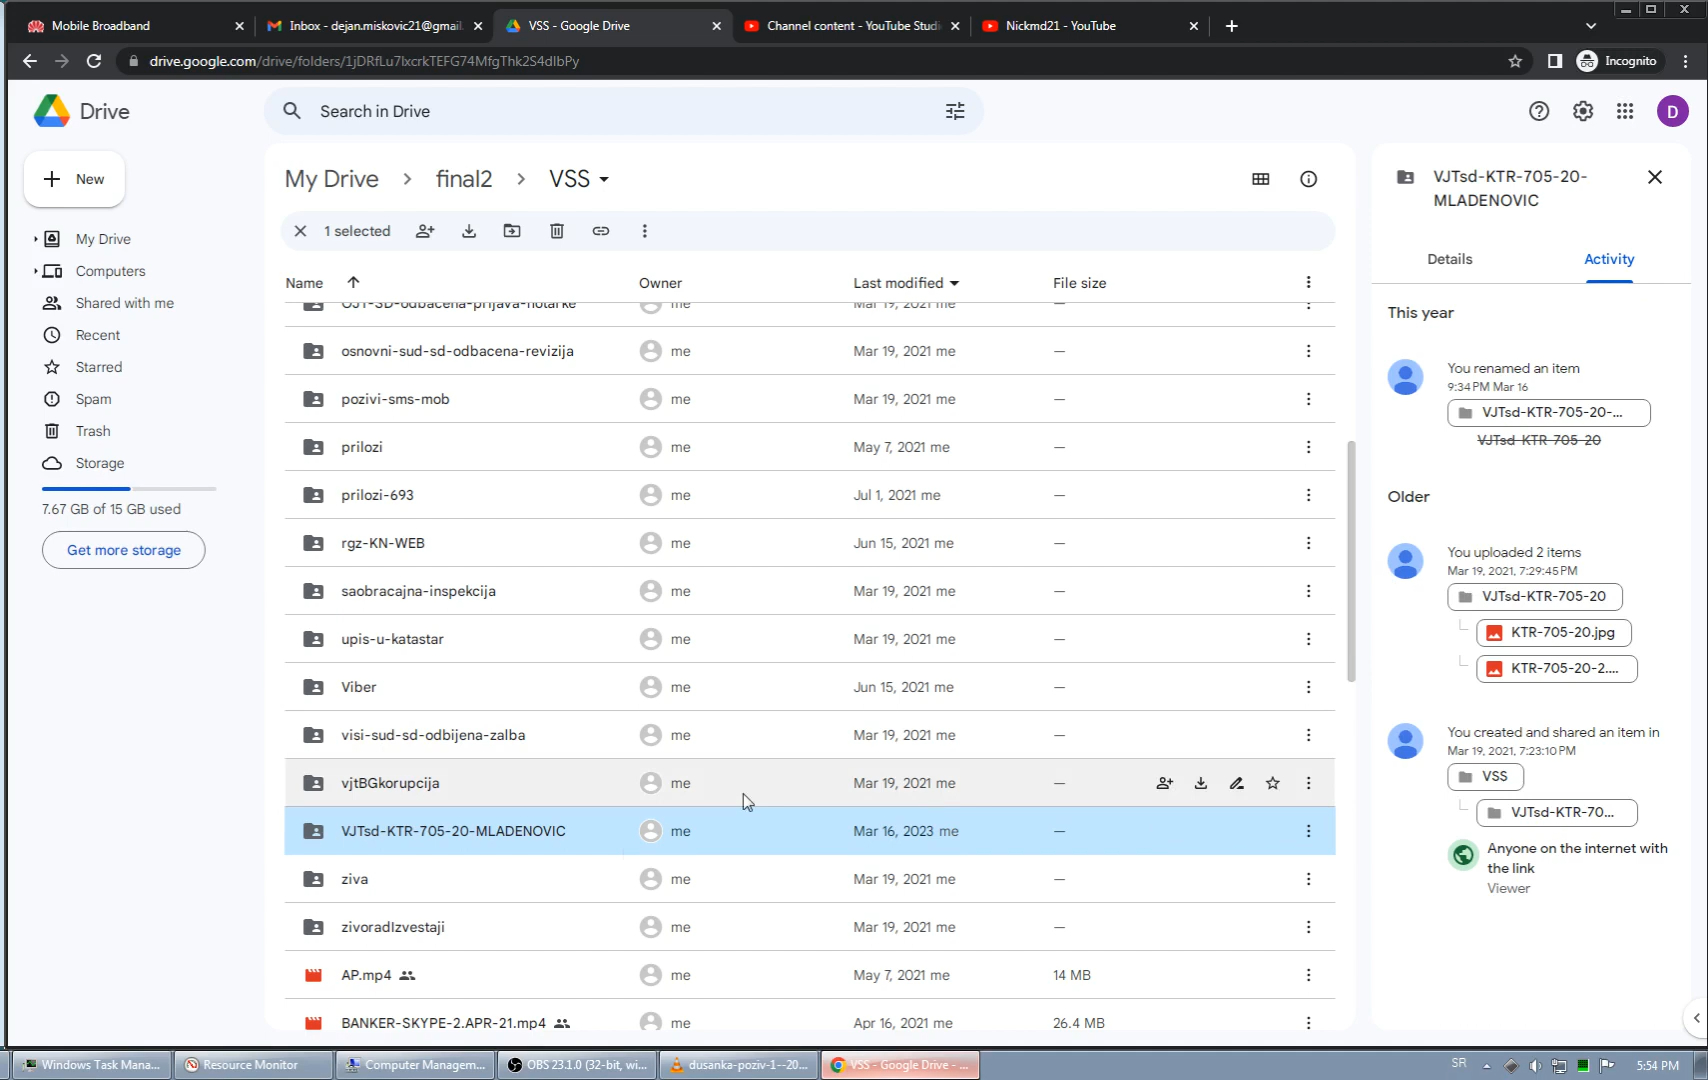 Mobile Broadband
Inbox - dejan.miskovic21@gmail.
VSS - Google Drive
Channel content - YouTube Studi
Nickmd21 - YouTube
drive.google.com/drive/folders/1jDRfLu7lxcrkTEFG74MfgThk2S4dIbPy
Incognito
Drive
Search in Drive
D
New
My Drive
Computers
Shared with me
Recent
Starred
Spam
Trash
Storage
7.67 GB of 15 GB used
Get more storage
My Drive > final2 > VSS
1 selected
Name Owner Last modified File size
OJT-SD-odbacena-prijava-notarke me Mar 19, 2021 me —
osnovni-sud-sd-odbacena-revizija me Mar 19, 2021 me —
pozivi-sms-mob me Mar 19, 2021 me —
prilozi me May 7, 2021 me —
prilozi-693 me Jul 1, 2021 me —
rgz-KN-WEB me Jun 15, 2021 me —
saobracajna-inspekcija me Mar 19, 2021 me —
upis-u-katastar me Mar 19, 2021 me —
Viber me Jun 15, 2021 me —
visi-sud-sd-odbijena-zalba me Mar 19, 2021 me —
vjtBGkorupcija me Mar 19, 2021 me —
VJTsd-KTR-705-20-MLADENOVIC me Mar 16, 2023 me —
ziva me Mar 19, 2021 me —
zivoradIzvestaji me Mar 19, 2021 me —
AP.mp4 me May 7, 2021 me 14 MB
BANKER-SKYPE-2.APR-21.mp4 me Apr 16, 2021 me 26.4 MB
VJTsd-KTR-705-20-
MLADENOVIC
Details Activity
This year
You renamed an item
9:34 PM Mar 16
VJTsd-KTR-705-20-...
VJTsd-KTR-705-20
Older
You uploaded 2 items
Mar 19, 2021, 7:29:45 PM
VJTsd-KTR-705-20
KTR-705-20.jpg
KTR-705-20-2....
You created and shared an item in
Mar 19, 2021, 7:23:10 PM
VSS
VJTsd-KTR-70...
Anyone on the internet with
the link
Viewer
Windows Task Mana...
Resource Monitor
Computer Managem...
OBS 23.1.0 (32-bit, wi...
dusanka-poziv-1--20...
VSS - Google Drive - ...
SR
5:54 PM